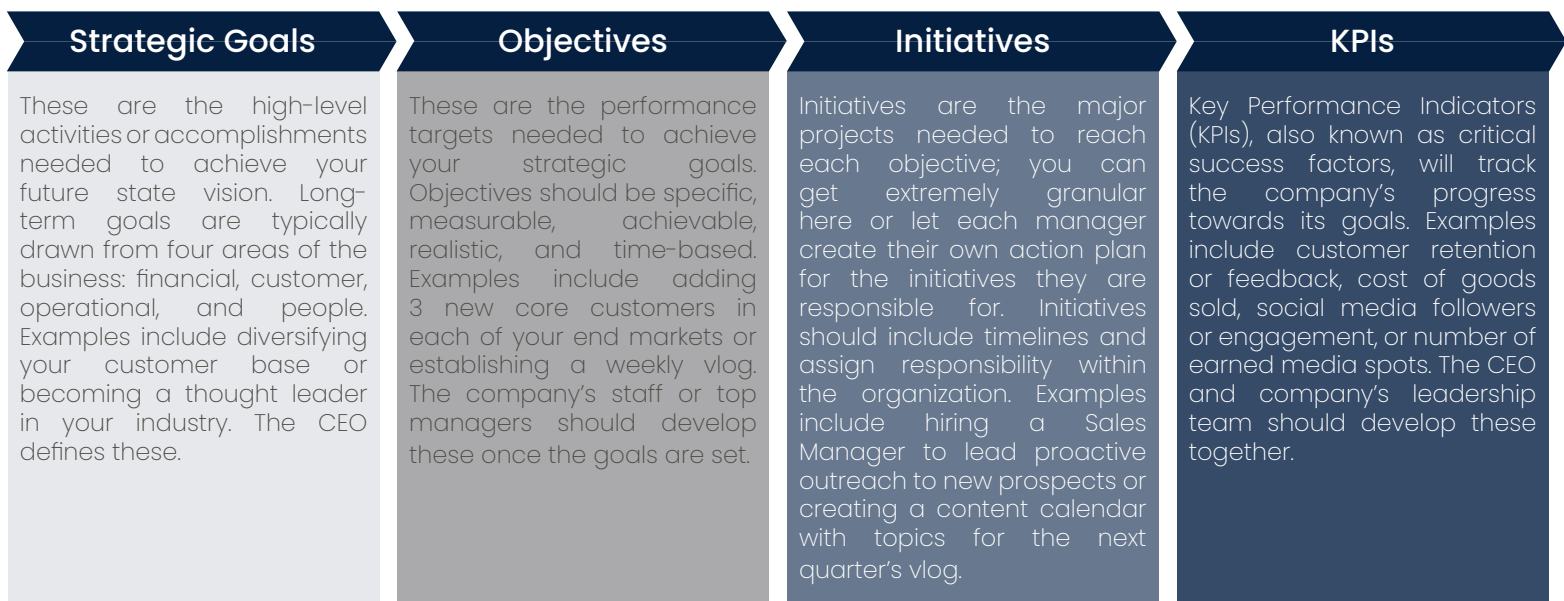 Strategic Goals
These are the high-level
activities or accomplishments
needed to achieve your
future state vision. Long-
term goals are typically
drawn from four areas of the
business: financial, customer,
operational, and people.
Examples include diversifying
your customer base or
becoming a thought leader
in your industry. The CEO
defines these.
Objectives
These are the performance
targets needed to achieve
your strategic goals.
Objectives should be specific,
measurable, achievable,
realistic, and time-based.
Examples include adding
3 new core customers in
each of your end markets or
establishing a weekly vlog.
The company's staff or top
managers should develop
these once the goals are set.
Initiatives
Initiatives are the major
projects needed to reach
each objective; you can
get extremely granular
here or let each manager
create their own action plan
for the initiatives they are
responsible for. Initiatives
should include timelines and
assign responsibility within
the organization. Examples
include hiring a Sales
Manager to lead proactive
outreach to new prospects or
creating a content calendar
with topics for the next
quarter's vlog.
KPIs
Key Performance Indicators
(KPIs), also known as critical
success factors, will track
the company's progress
towards its goals. Examples
include customer retention
or feedback, cost of goods
sold, social media followers
or engagement, or number of
earned media spots. The CEO
and company's leadership
team should develop these
together.